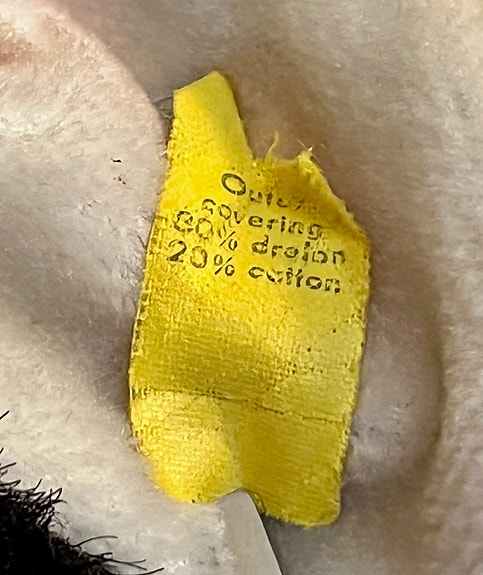 Outer
covering
80% dralon
20% cotton